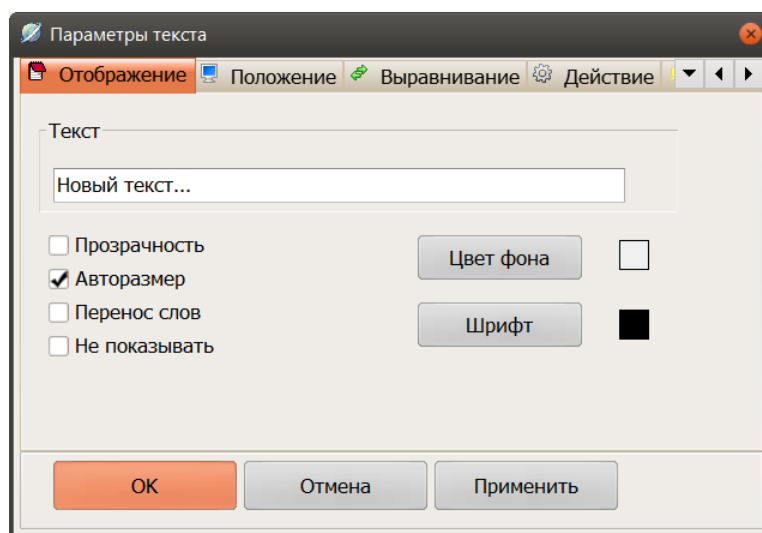 Параметры текста
Отображение Положение Выравнивание Действие
Текст
Новый текст...
Прозрачность
Авторазмер
Перенос слов
Не показывать
Цвет фона
Шрифт
OK Отмена Применить